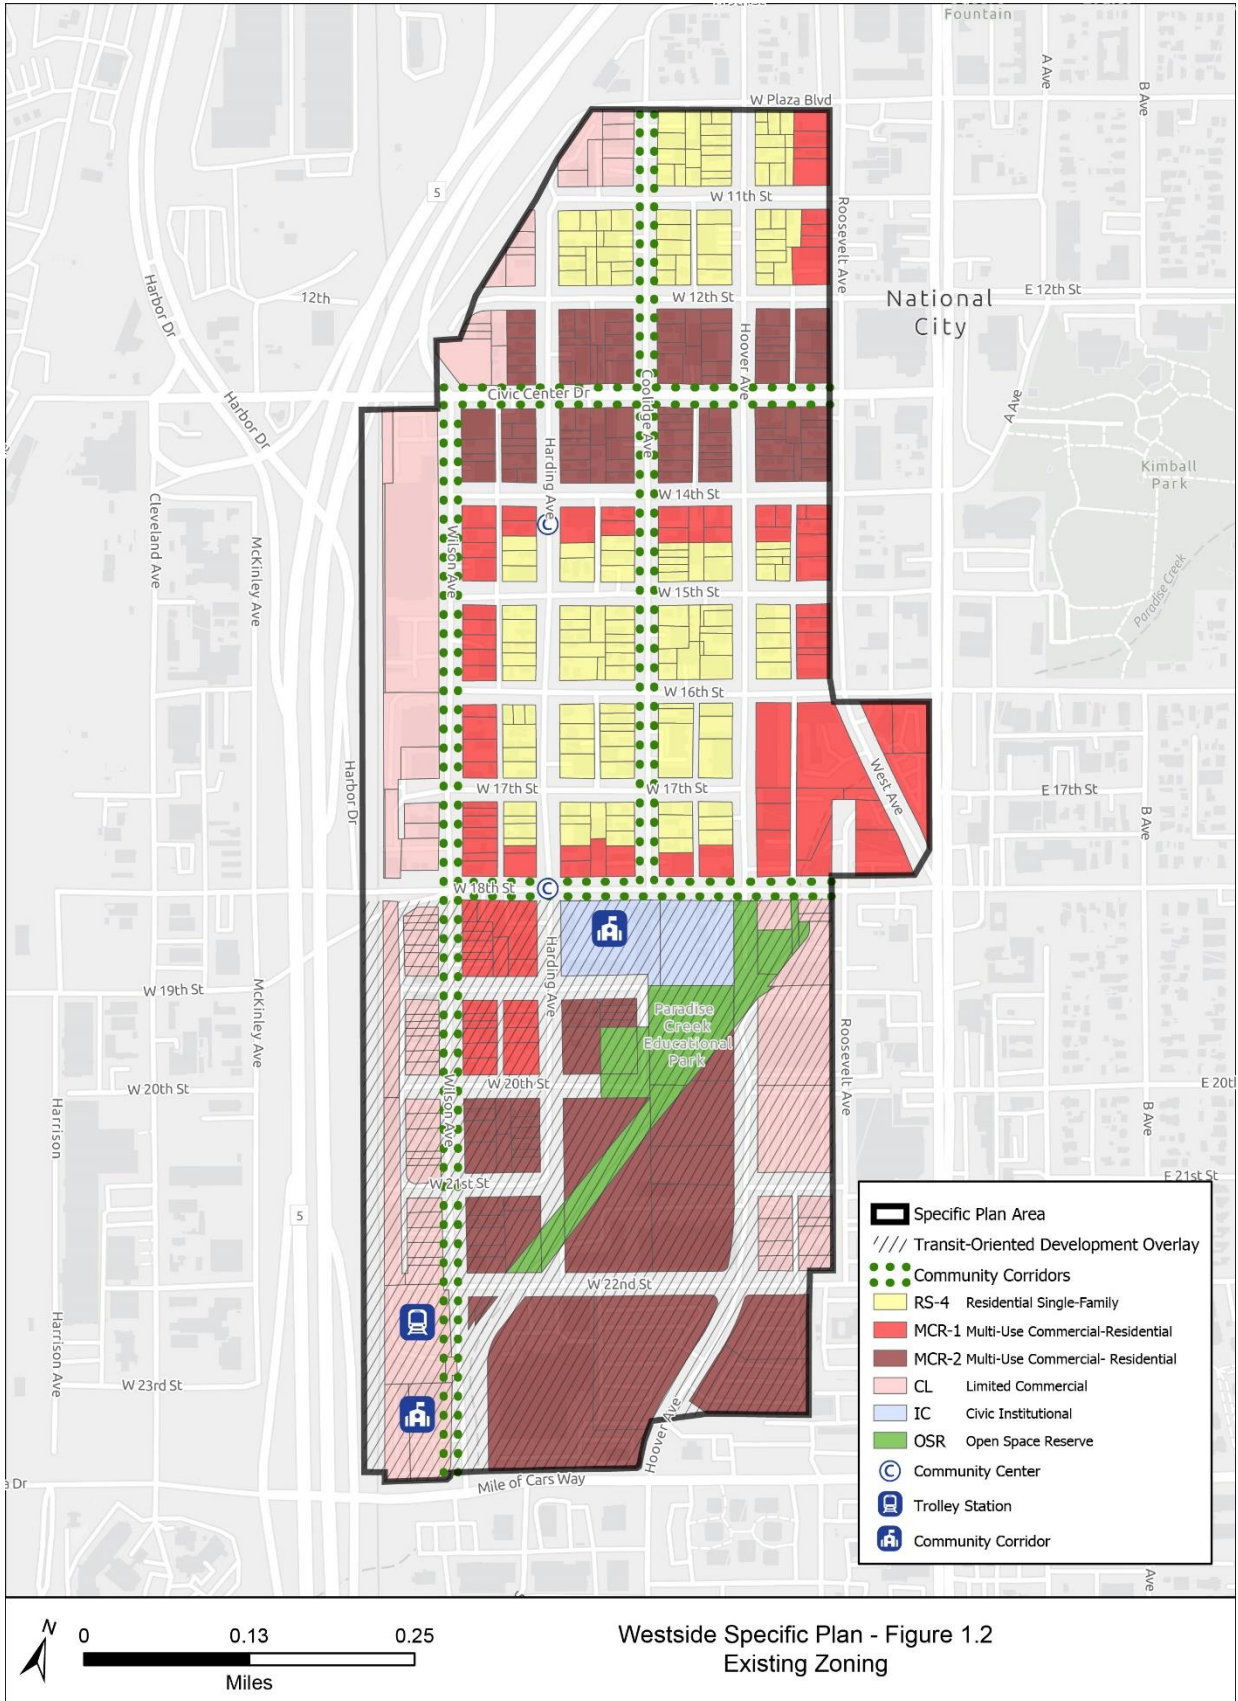 Fountain
W Plaza Blvd
A Ave
B Ave
5
W 11th St
Roosevelt Ave
Harbor Dr
12th
W 12th St
E 12th St
National
City
Hoover Ave
Coolidge Ave
Civic Center Dr
Harbor Dr
A Ave
Harding Ave
Kimball
Park
W 14th St
C
Cleveland Ave
McKinley Ave
Wilson Ave
W 15th St
Paradise Creek
W 16th St
West Ave
Harbor Dr
W 17th St
W 17th St
E 17th St
B Ave
W 18th St
C
Harding Ave
W 19th St
McKinley Ave
Paradise
Creek
Educational
Park
Roosevelt Ave
W 20th St
W 20th St
E 20th
Harrison
Wilson Ave
B Ave
W 21st St
E 21st St
5
W 22nd St
Harrison Ave
W 23rd St
Hoover Ave
a Dr
Mile of Cars Way
Ave
Specific Plan Area
Transit-Oriented Development Overlay
Community Corridors
RS-4 Residential Single-Family
MCR-1 Multi-Use Commercial-Residential
MCR-2 Multi-Use Commercial- Residential
CL Limited Commercial
IC Civic Institutional
OSR Open Space Reserve
C Community Center
Trolley Station
Community Corridor
N
0 0.13 0.25
Miles
Westside Specific Plan - Figure 1.2
Existing Zoning